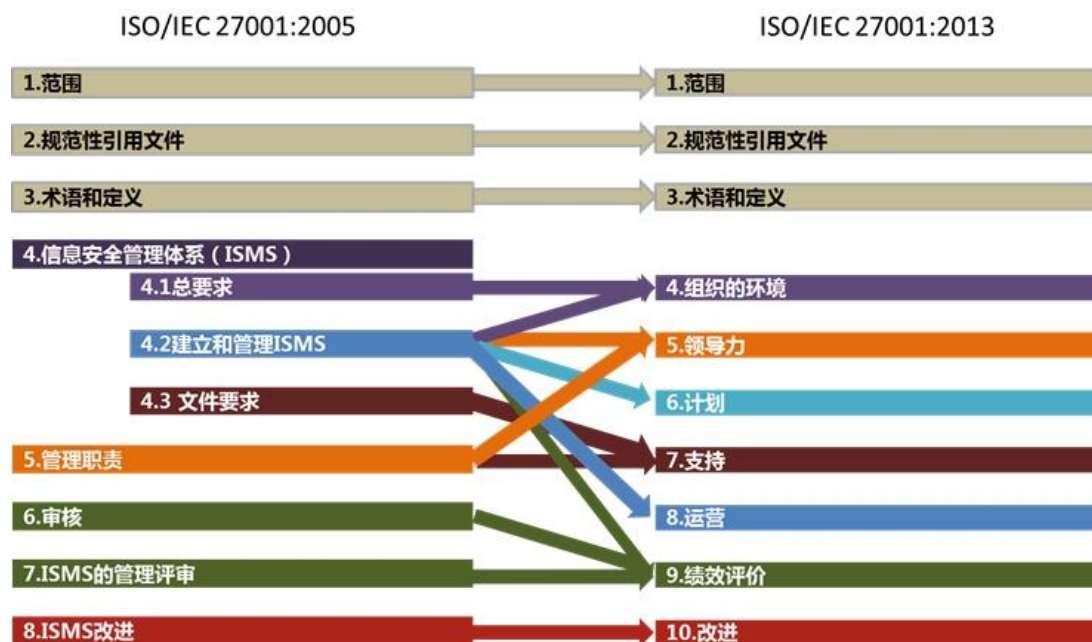 ISO/IEC 27001:2005
ISO/IEC 27001:2013
1.范围
1.范围
2.规范性引用文件
2.规范性引用文件
3.术语和定义
3.术语和定义
4.信息安全管理体系（ISMS）
4.1总要求
4.组织的环境
4.2建立和管理ISMS
5.领导力
4.3 文件要求
6.计划
5.管理职责
7.支持
6.审核
8.运营
7.ISMS的管理评审
9.绩效评价
8.ISMS改进
10.改进